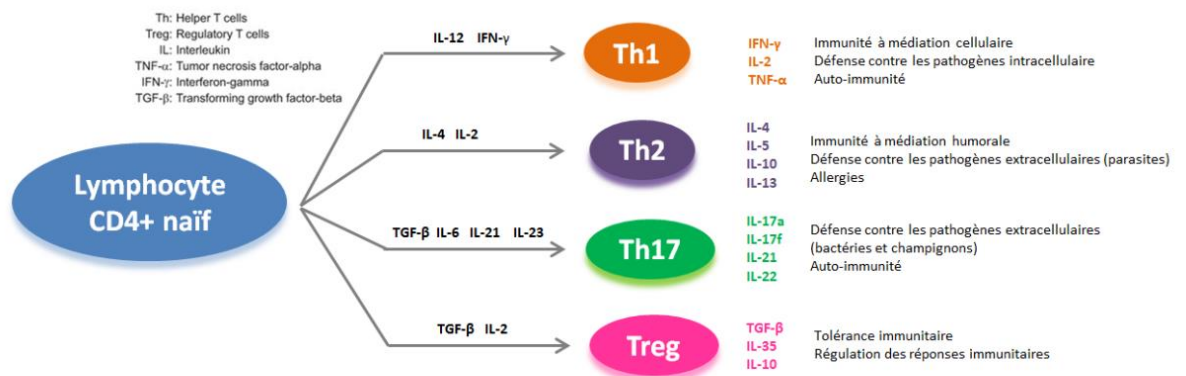 Th: Helper T cells
Treg: Regulatory T cells
IL: Interleukin
TNF-α: Tumor necrosis factor-alpha
IFN-γ: Interferon-gamma
TGF-β: Transforming growth factor-beta
Lymphocyte
CD4+ naïf
IL-12 IFN-γ
Th1
IFN-γ
IL-2
TNF-α
Immunité à médiation cellulaire
Défense contre les pathogènes intracellulaire
Auto-immunité
IL-4 IL-2
Th2
IL-4
IL-5
IL-10
IL-13
Immunité à médiation humorale
Défense contre les pathogènes extracellulaires (parasites)
Allergies
TGF-β IL-6 IL-21 IL-23
Th17
IL-17a
IL-17f
IL-21
IL-22
Défense contre les pathogènes extracellulaires
(bactéries et champignons)
Auto-immunité
TGF-β IL-2
Treg
TGF-β
IL-35
IL-10
Tolérance immunitaire
Régulation des réponses immunitaires